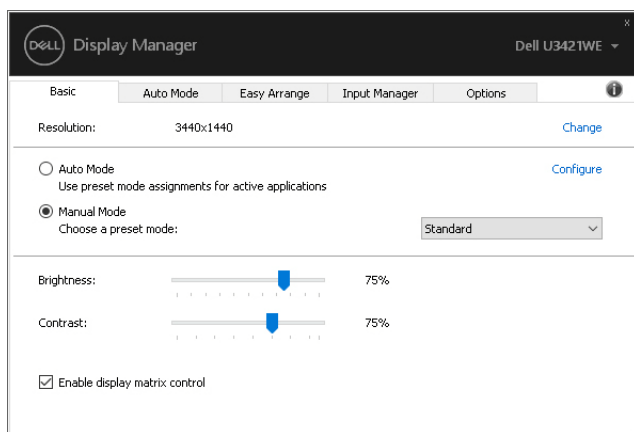 DELL Display Manager
Dell U3421WE
x
Basic Auto Mode Easy Arrange Input Manager Options i
Resolution: 3440x1440 Change
Auto Mode Configure
Use preset mode assignments for active applications
Manual Mode
Choose a preset mode: Standard
Brightness: 75%
Contrast: 75%
Enable display matrix control